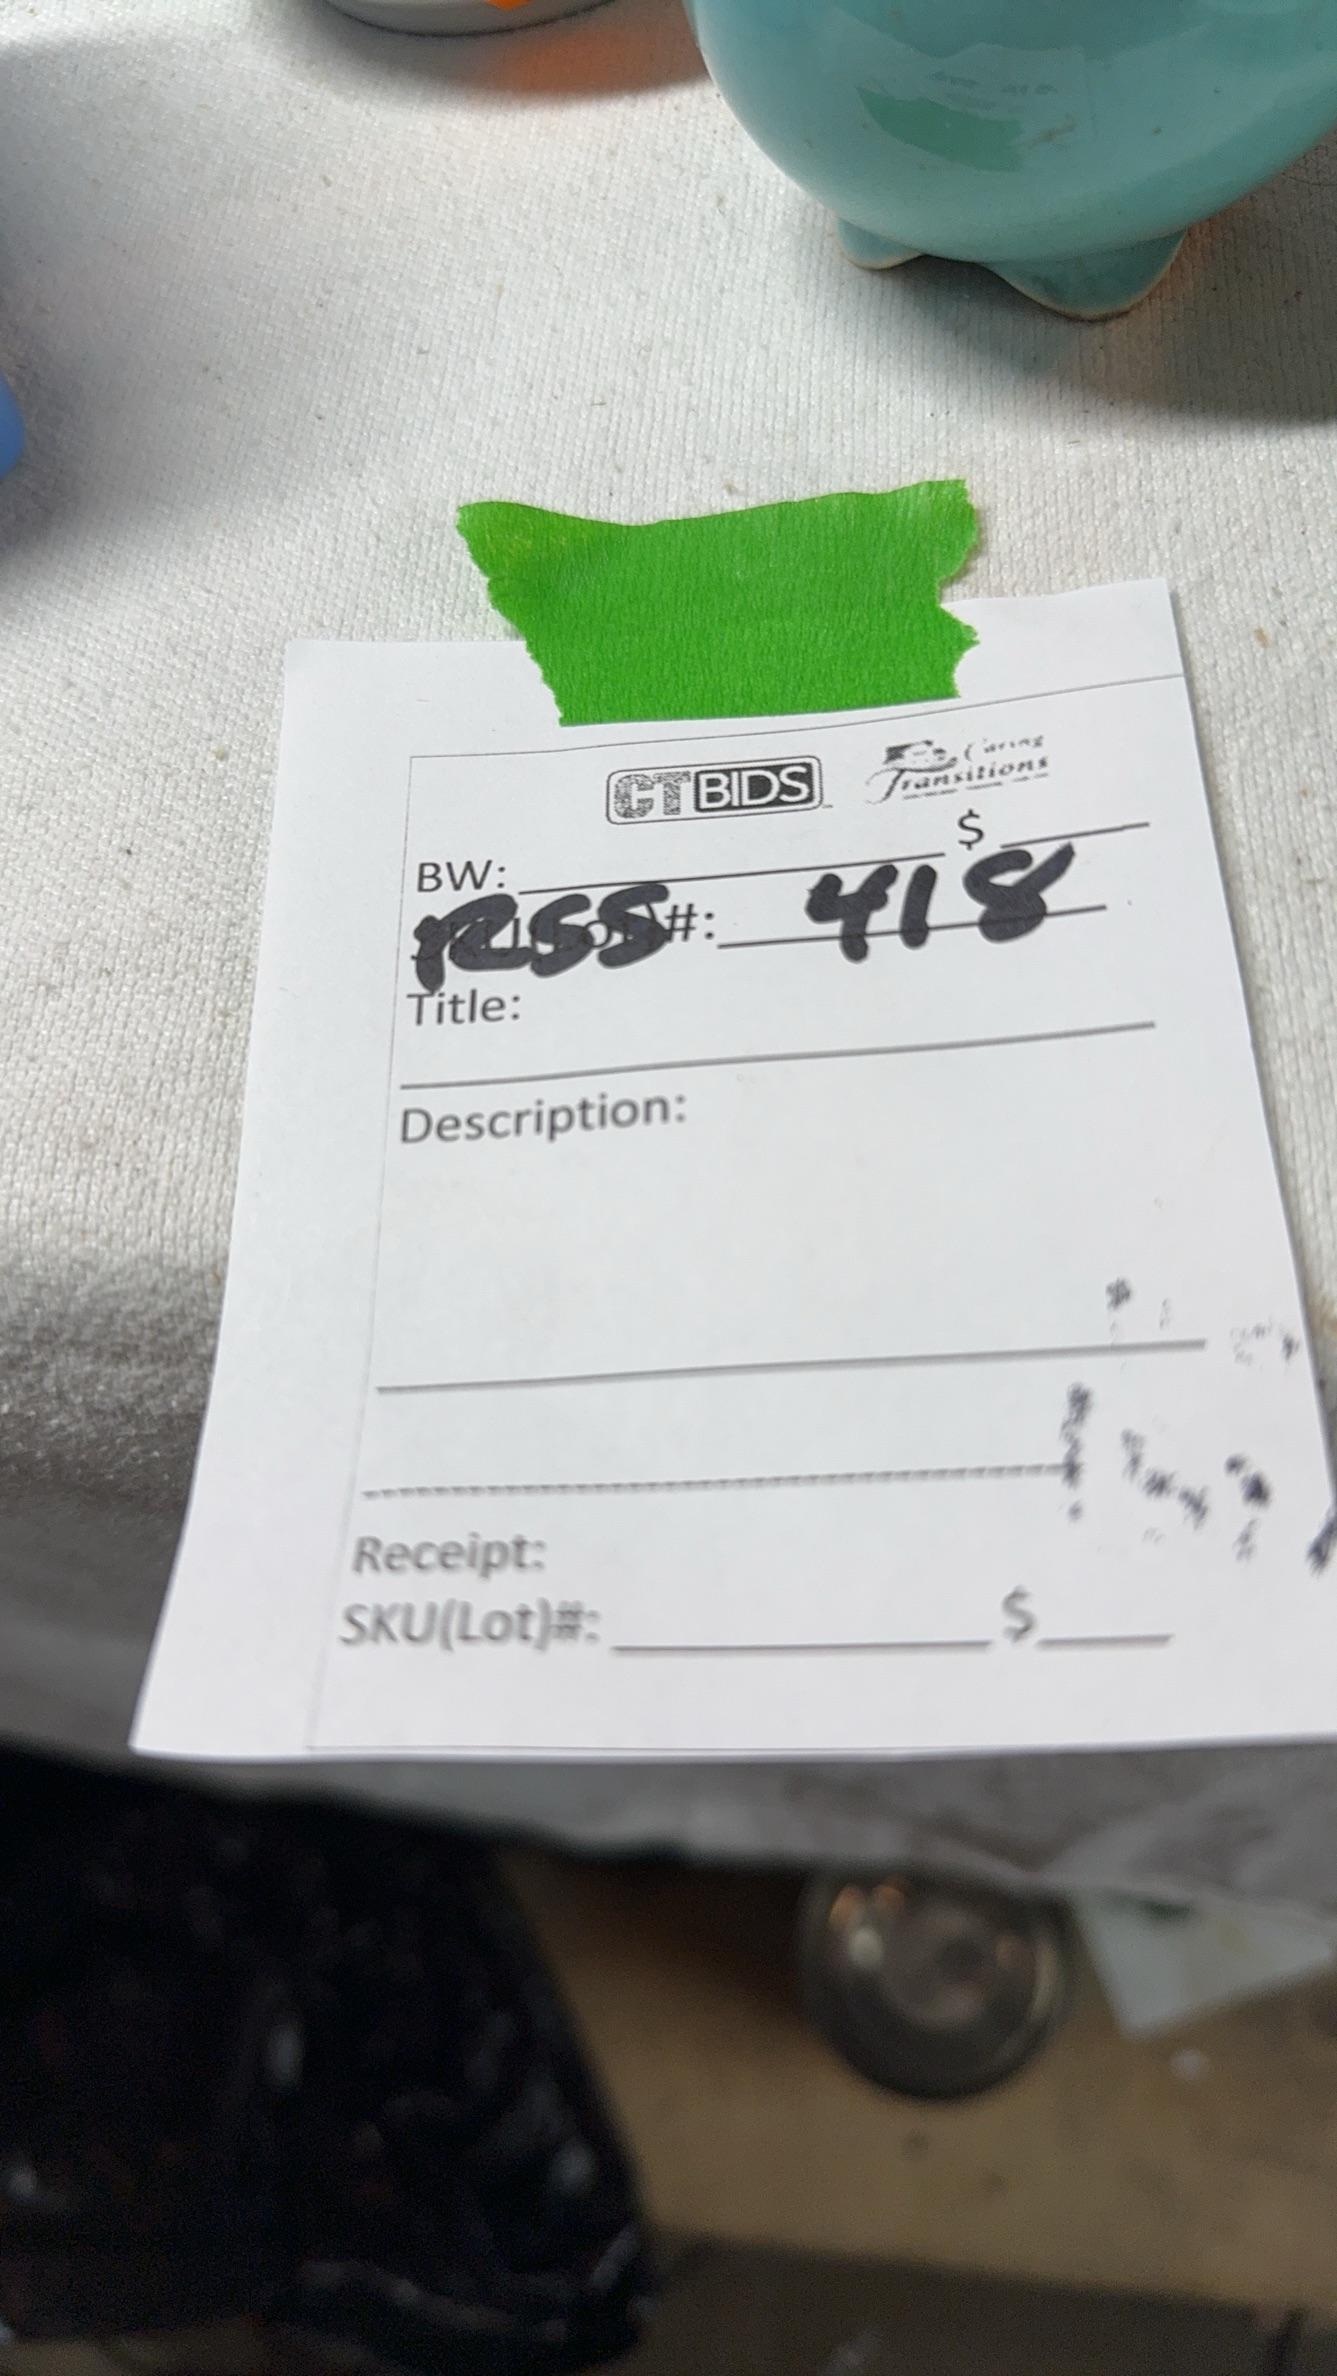 CTBIDS Caring Transitions
BW: $
RSS #: 418
Title:
Description:
Receipt:
SKU(Lot)#: $